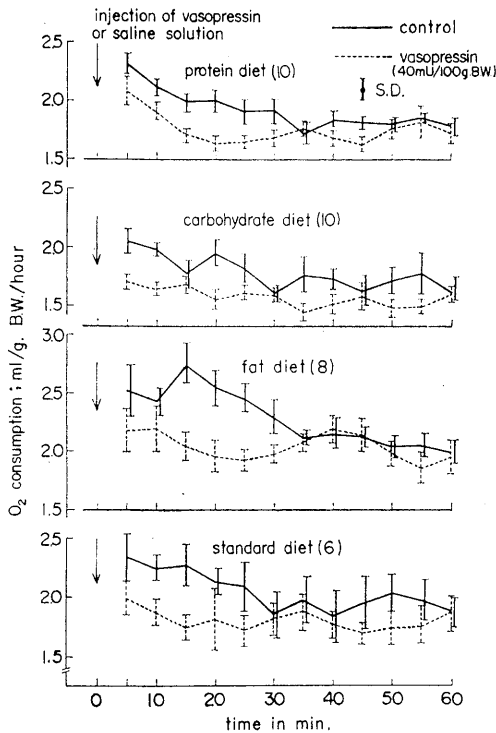 injection of vasopressin
or saline solution
control
vasopressin
(40mU/100g.BW)
S.D.
protein diet (10)
2.5
2.0
1.5
carbohydrate diet (10)
2.0
1.5
3.0
fat diet (8)
2.5
2.0
1.5
standard diet (6)
2.5
2.0
1.5
O2 consumption ; ml/g. B.W./hour
0 10 20 30 40 50 60
time in min.